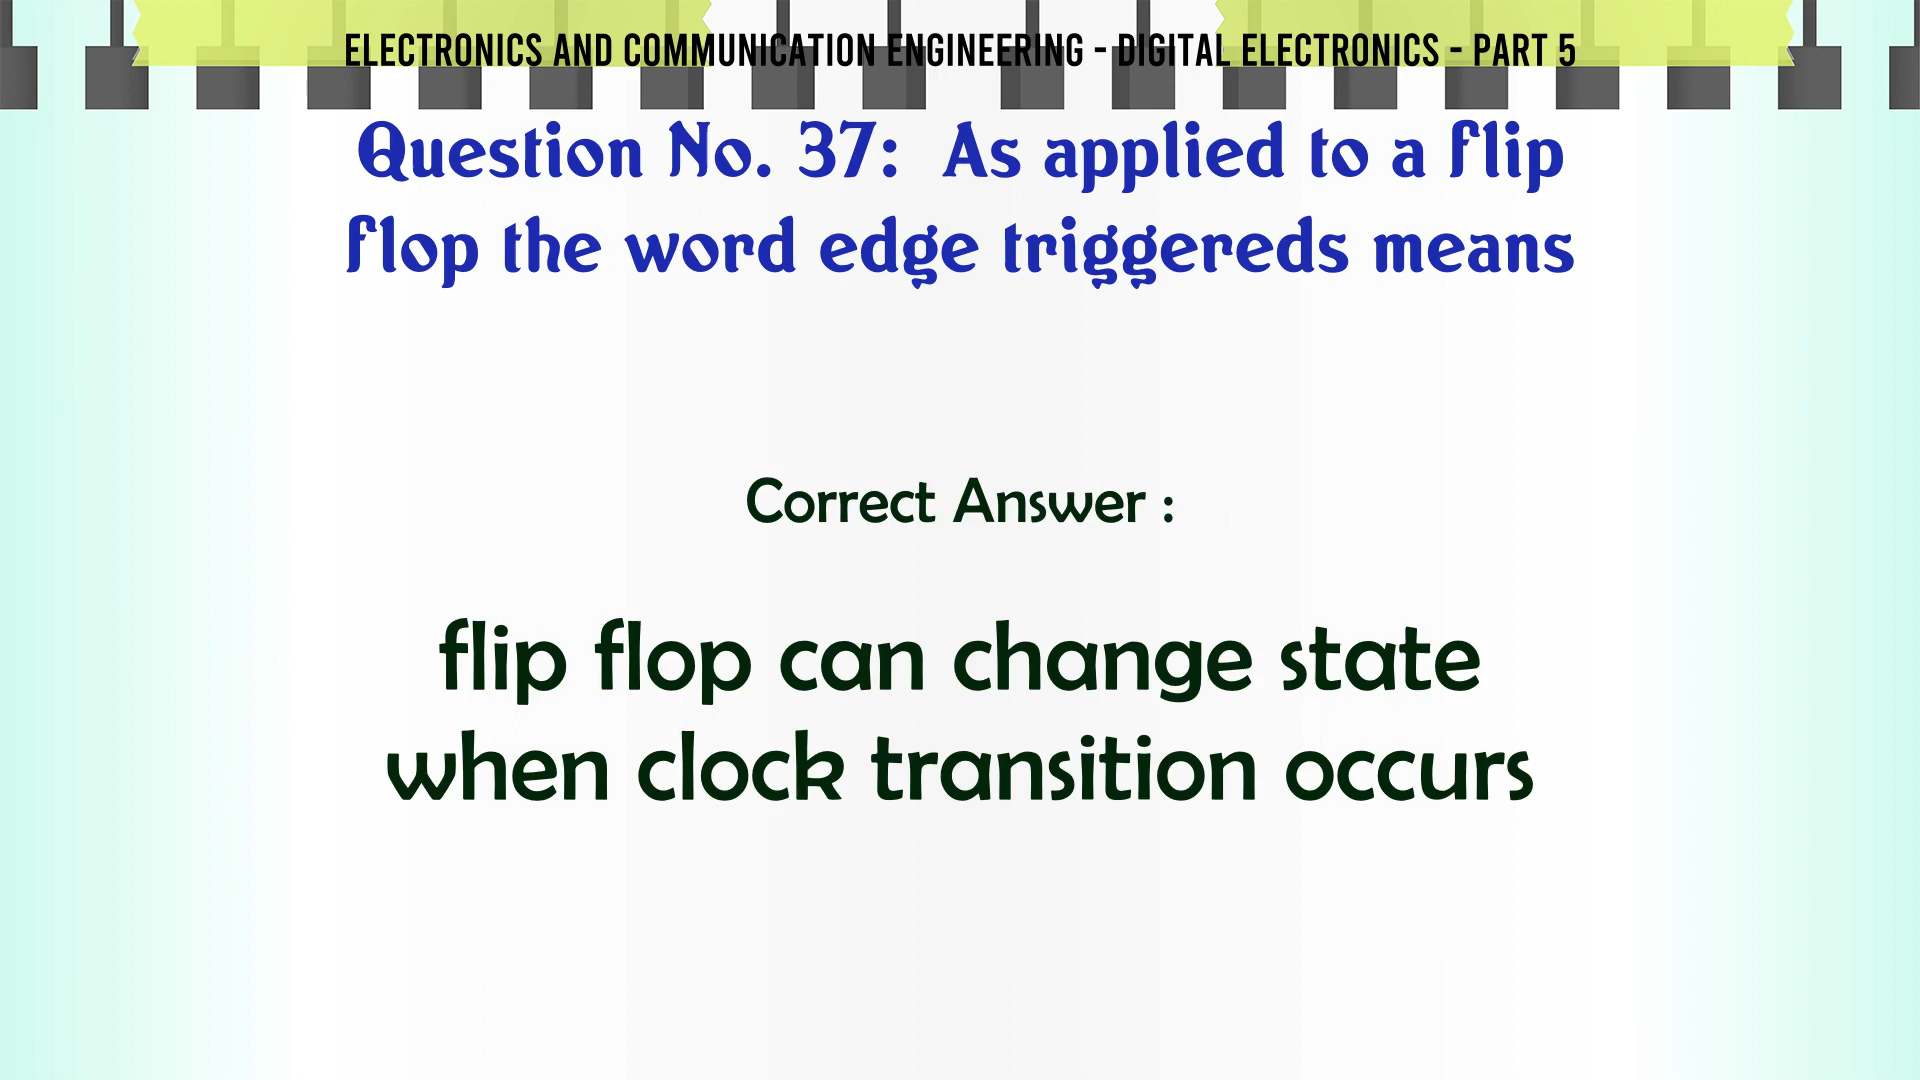 ELECTRONICS AND COMMUNICATION ENGINEERING - DIGITAL ELECTRONICS - PART 5
Question No. 37: As applied to a flip
flop the word edge triggereds means
Correct Answer :
flip flop can change state
when clock transition occurs